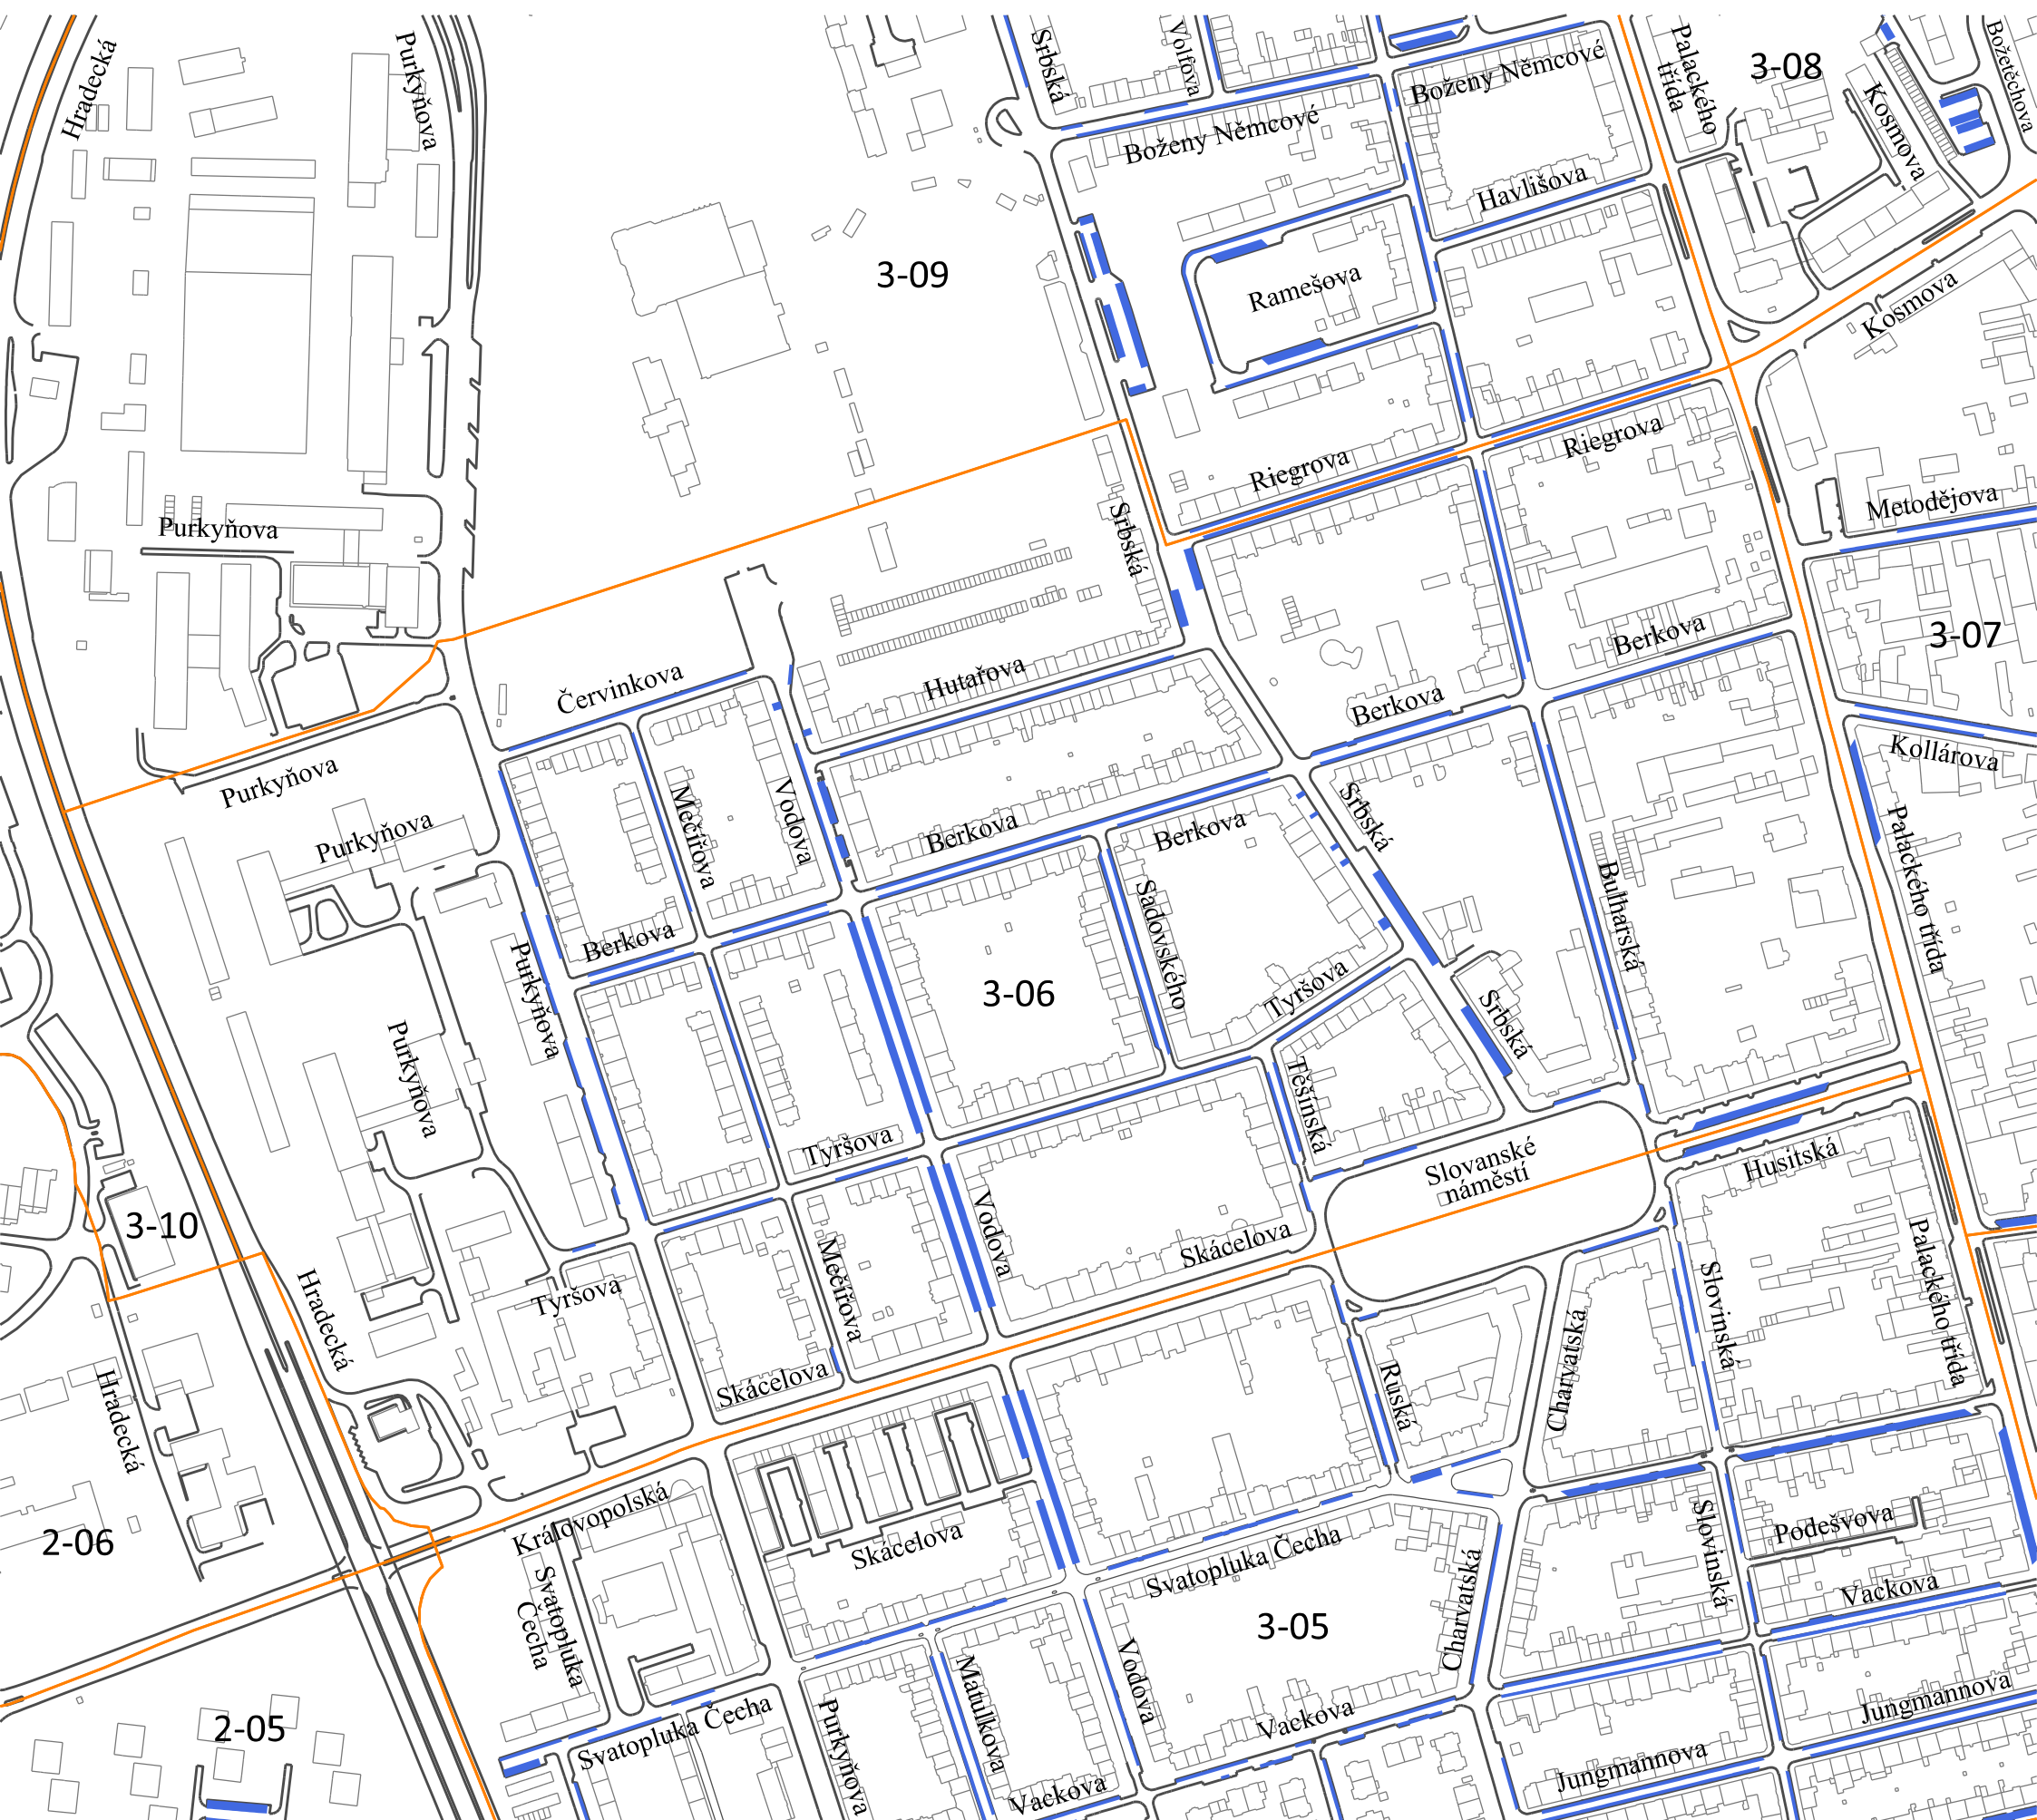 Hradecká
Purkyňova
Srbská
Volfova
Boženy Němcové
Boženy Němcové
Palackého
třída
3-08
Kosmova
Božetěchova
Havlišova
3-09
Ramešova
Kosmova
Riegrova
Riegrova
Metodějova
Purkyňova
Srbská
Berkova
3-07
Červinkova
Hutařova
Berkova
Kollárova
Purkyňova
Purkyňova
Mečířova
Vodova
Berkova
Berkova
Srbská
Palackého třída
Bulharská
Berkova
Sadovského
Purkyňova
3-06
Tyršova
Srbská
Purkyňova
Těšínská
Tyršova
Slovanské
náměstí
Husitská
3-10
Vodova
Skácelova
Mečířova
Hradecká
Tyršova
Slovinská
Palackého třída
Charvatská
Ruská
Skácelova
Hradecká
Královopolská
Skácelova
Podešvova
Slovinská
2-06
Svatopluka
Čecha
Svatopluka Čecha
Vackova
Charvatská
3-05
Vodova
Matulkova
Purkyňova
Svatopluka Čecha
Vackova
Jungmannova
2-05
Jungmannova
Vackova